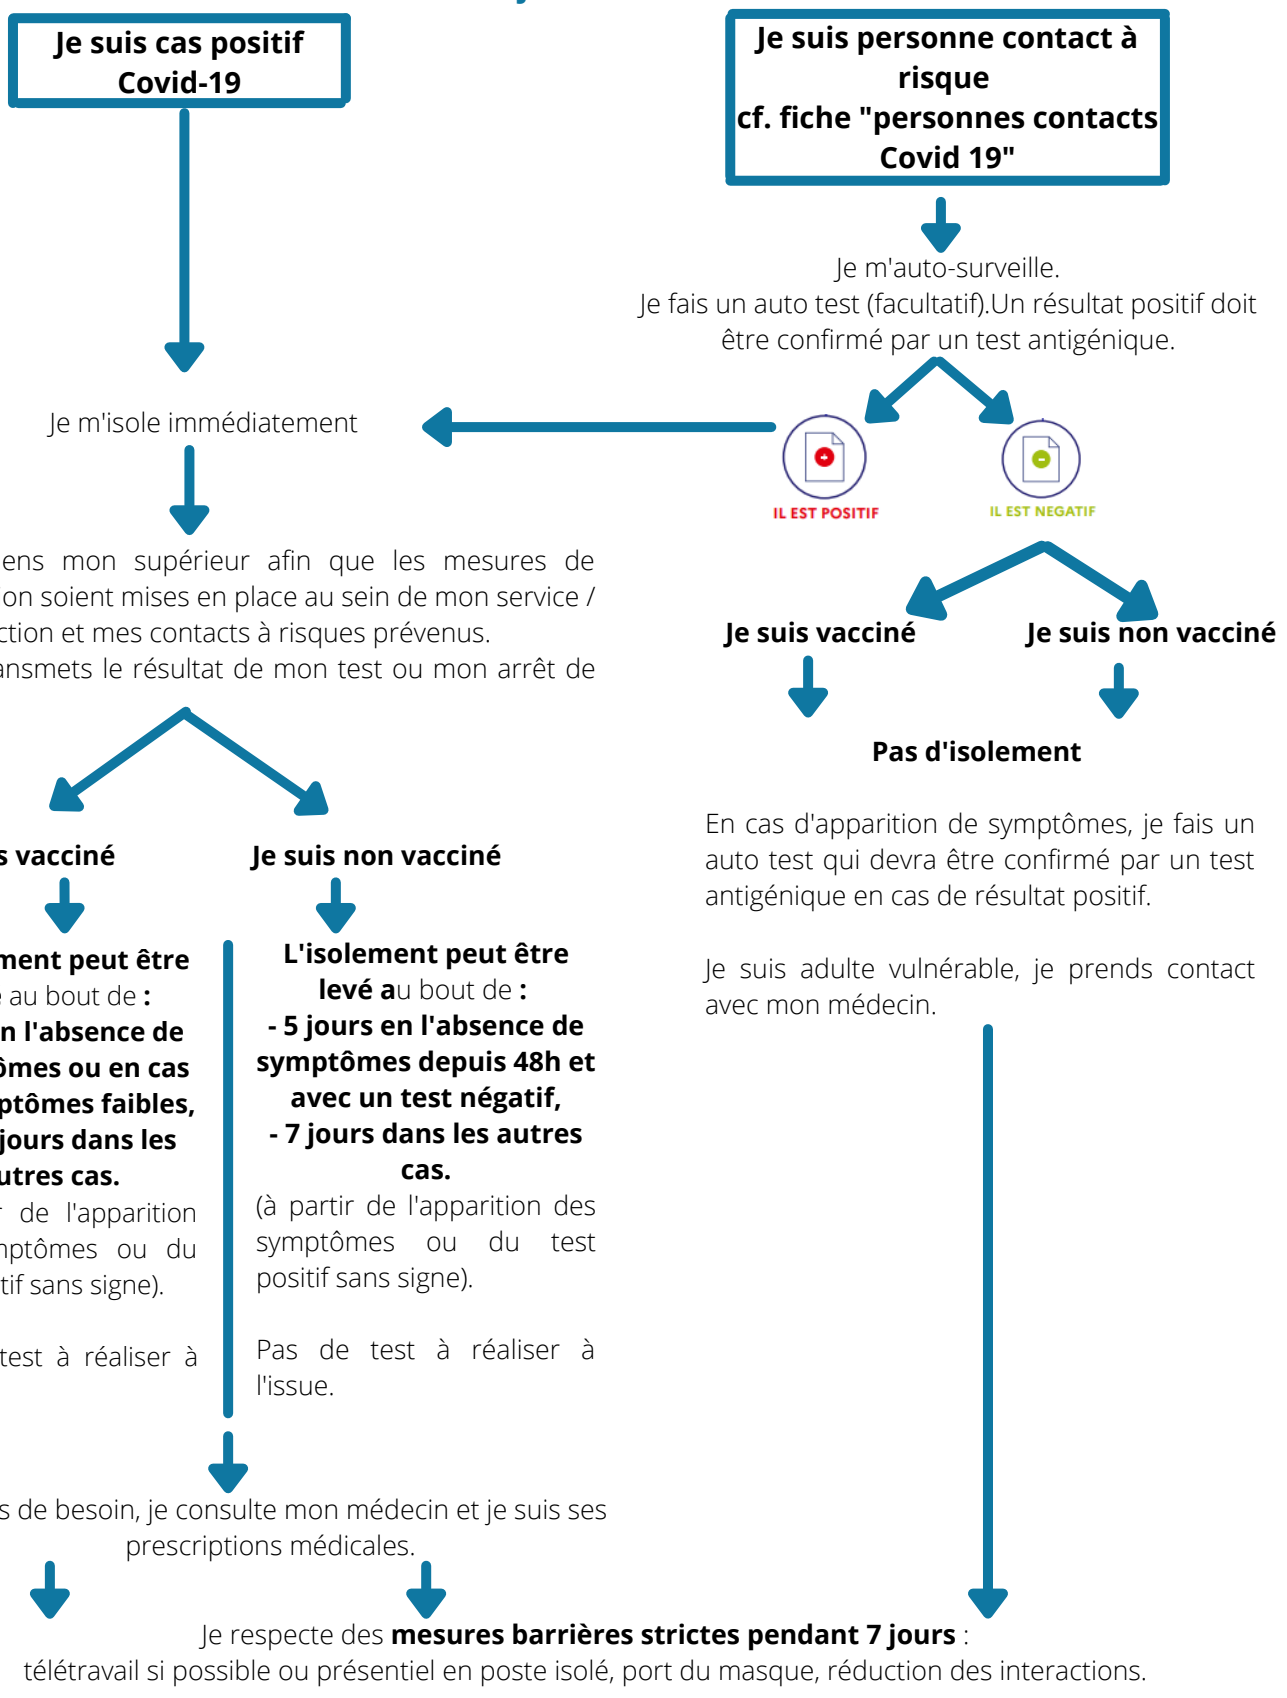 Je suis cas positif
Covid-19
Je suis personne contact à
risque
cf. fiche "personnes contacts
Covid 19"
Je m'auto-surveille.
Je fais un auto test (facultatif).Un résultat positif doit
être confirmé par un test antigénique.
Je m'isole immédiatement
IL EST POSITIF
IL EST NEGATIF
mon supérieur afin que les mesures de
soient mises en place au sein de mon service /
et mes contacts à risques prévenus.
le résultat de mon test ou mon arrêt de
Je suis vacciné
Je suis non vacciné
Pas d'isolement
En cas d'apparition de symptômes, je fais un
auto test qui devra être confirmé par un test
antigénique en cas de résultat positif.
Je suis adulte vulnérable, je prends contact
avec mon médecin.
vacciné
peut être
au bout de :
l'absence de
ou en cas
faibles,
jours dans les
cas.
de l'apparition
ou du
sans signe).
test à réaliser à
Je suis non vacciné
L'isolement peut être
levé au bout de :
- 5 jours en l'absence de
symptômes depuis 48h et
avec un test négatif,
- 7 jours dans les autres
cas.
(à partir de l'apparition des
symptômes ou du test
positif sans signe).
Pas de test à réaliser à
l'issue.
de besoin, je consulte mon médecin et je suis ses
prescriptions médicales.
Je respecte des mesures barrières strictes pendant 7 jours :
télétravail si possible ou présentiel en poste isolé, port du masque, réduction des interactions.